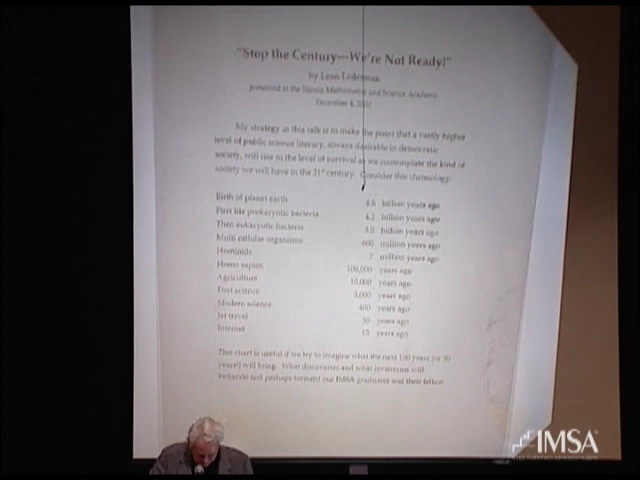 "Stop the Century—We're Not Ready!"
by Leon Lederman
presented at the Illinois Mathematics and Science Academy
December 4, 2002
My strategy in this talk is to make the point that a vastly higher
level of public science literacy, always desirable in democratic
society, will rise to the level of survival as we contemplate the kind of
society we will have in the 21st century. Consider this chronology:
Birth of planet earth 4.6 billion years ago
First life prokaryotic bacteria 4.2 billion years ago
Then eukaryotic bacteria 3.0 billion years ago
Multi cellular organisms 600 million years ago
Hominids 7 million years ago
Homo sapien 100,000 years ago
Agriculture 10,000 years ago
First science 3,000 years ago
Modern science 400 years ago
Jet travel 50 years ago
Internet 15 years ago
This chart is useful if we try to imagine what the next 100 years (or 50
years) will bring. What discoveries and what inventions will
and perhaps torment our IMSA graduates and their fellow
IMSA